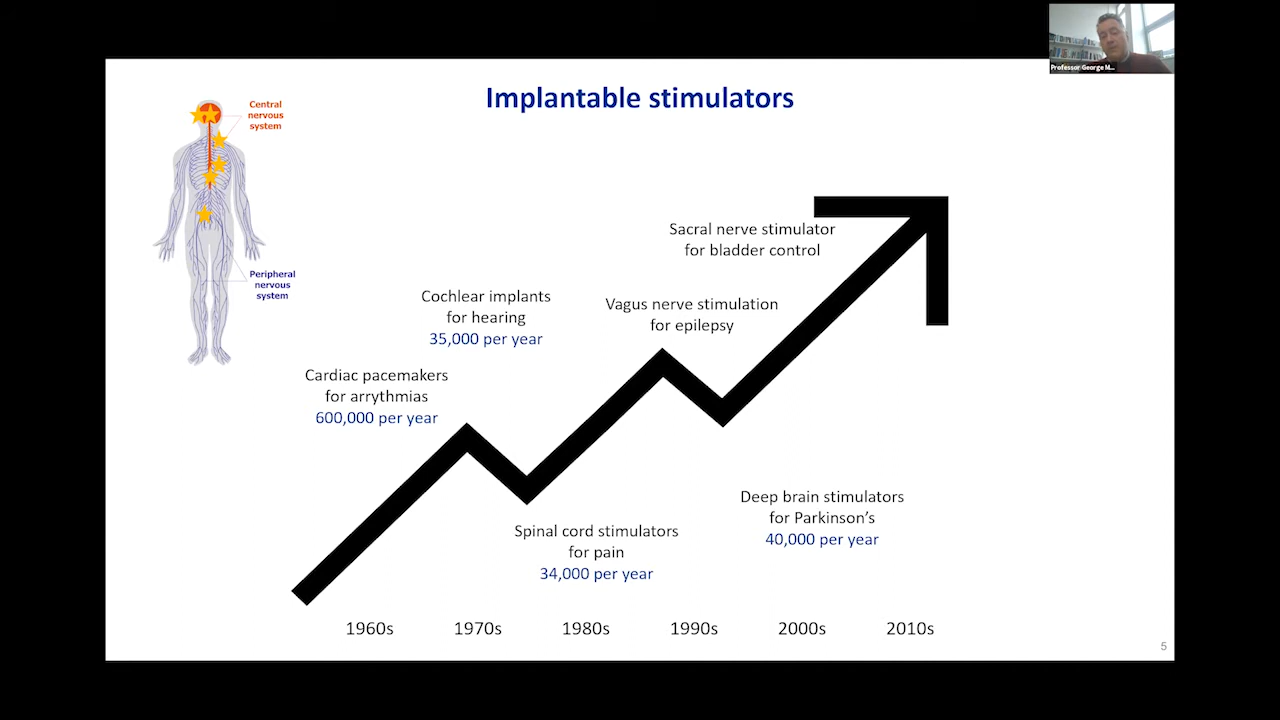 Professor George M...
Implantable stimulators
Central
nervous
system
Peripheral
nervous
system
Sacral nerve stimulator
for bladder control
Cochlear implants
for hearing
35,000 per year
Vagus nerve stimulation
for epilepsy
Cardiac pacemakers
for arrythmias
600,000 per year
Deep brain stimulators
for Parkinson's
40,000 per year
Spinal cord stimulators
for pain
34,000 per year
1960s 1970s 1980s 1990s 2000s 2010s
5